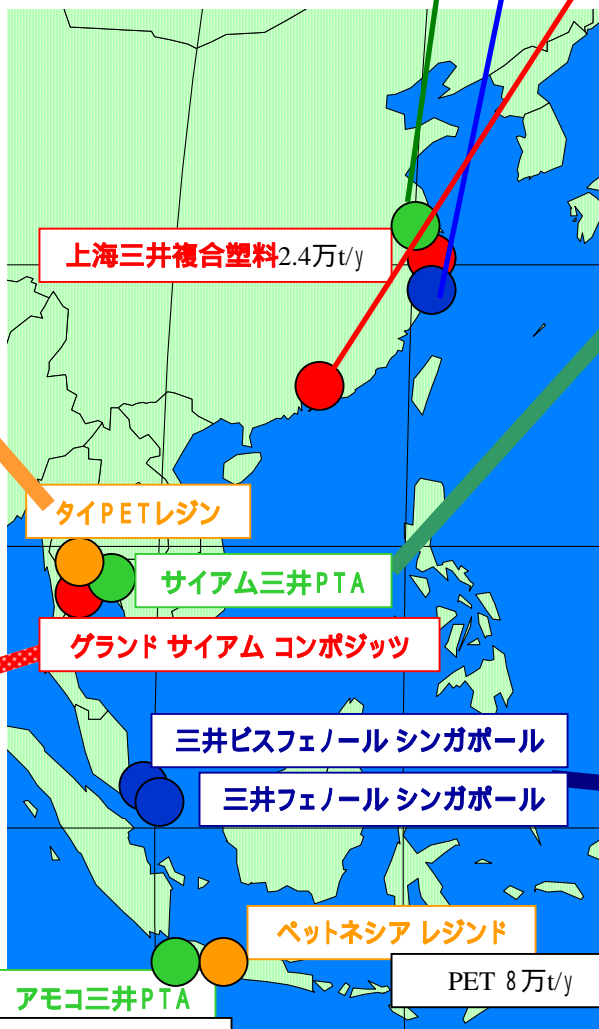 上海三井複合塑料2.4万t/y
タイPETレジン
サイアム三井PTA
グランド サイアム コンポジッツ
三井ビスフェノール シンガポール
三井フェノール シンガポール
ペットネシア レジンド
PET 8万t/y
アモコ三井PTA